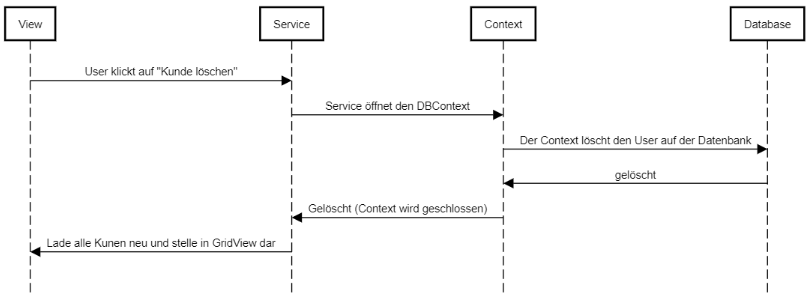 View
Service
Context
Database
User klickt auf "Kunde löschen"
Service öffnet den DBContext
Der Context löscht den User auf der Datenbank
gelöscht
Gelöscht (Context wird geschlossen)
Lade alle Kunen neu und stelle in GridView dar